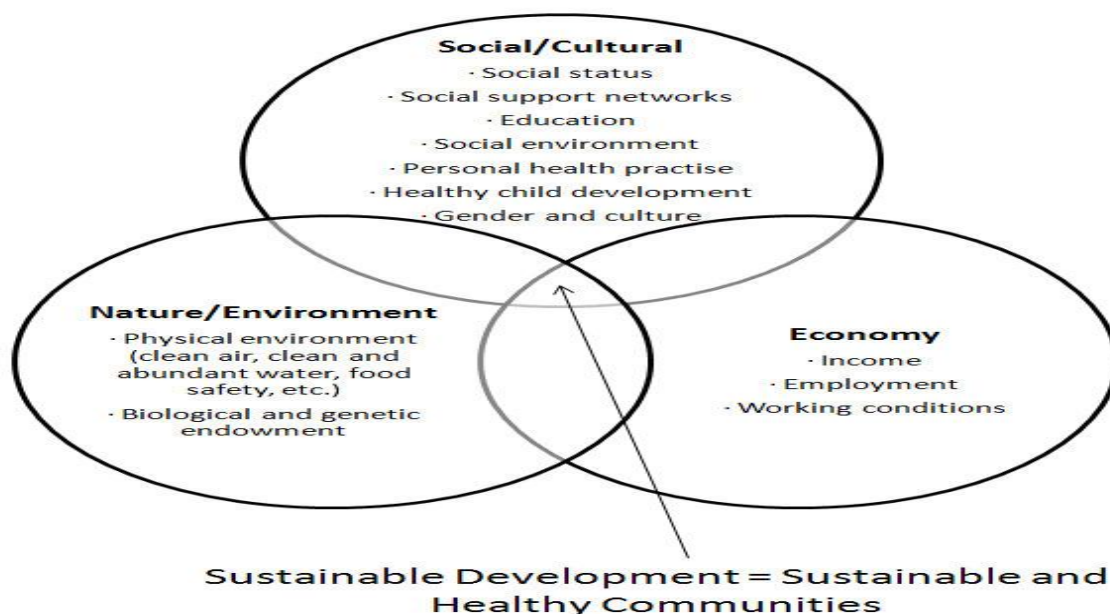 Social/Cultural
· Social status
· Social support networks
· Education
· Social environment
· Personal health practise
· Healthy child development
· Gender and culture
Nature/Environment
· Physical environment
(clean air, clean and
abundant water, food
safety, etc.)
· Biological and genetic
endowment
Economy
· Income
· Employment
· Working conditions
Sustainable Development = Sustainable and
Healthy Communities